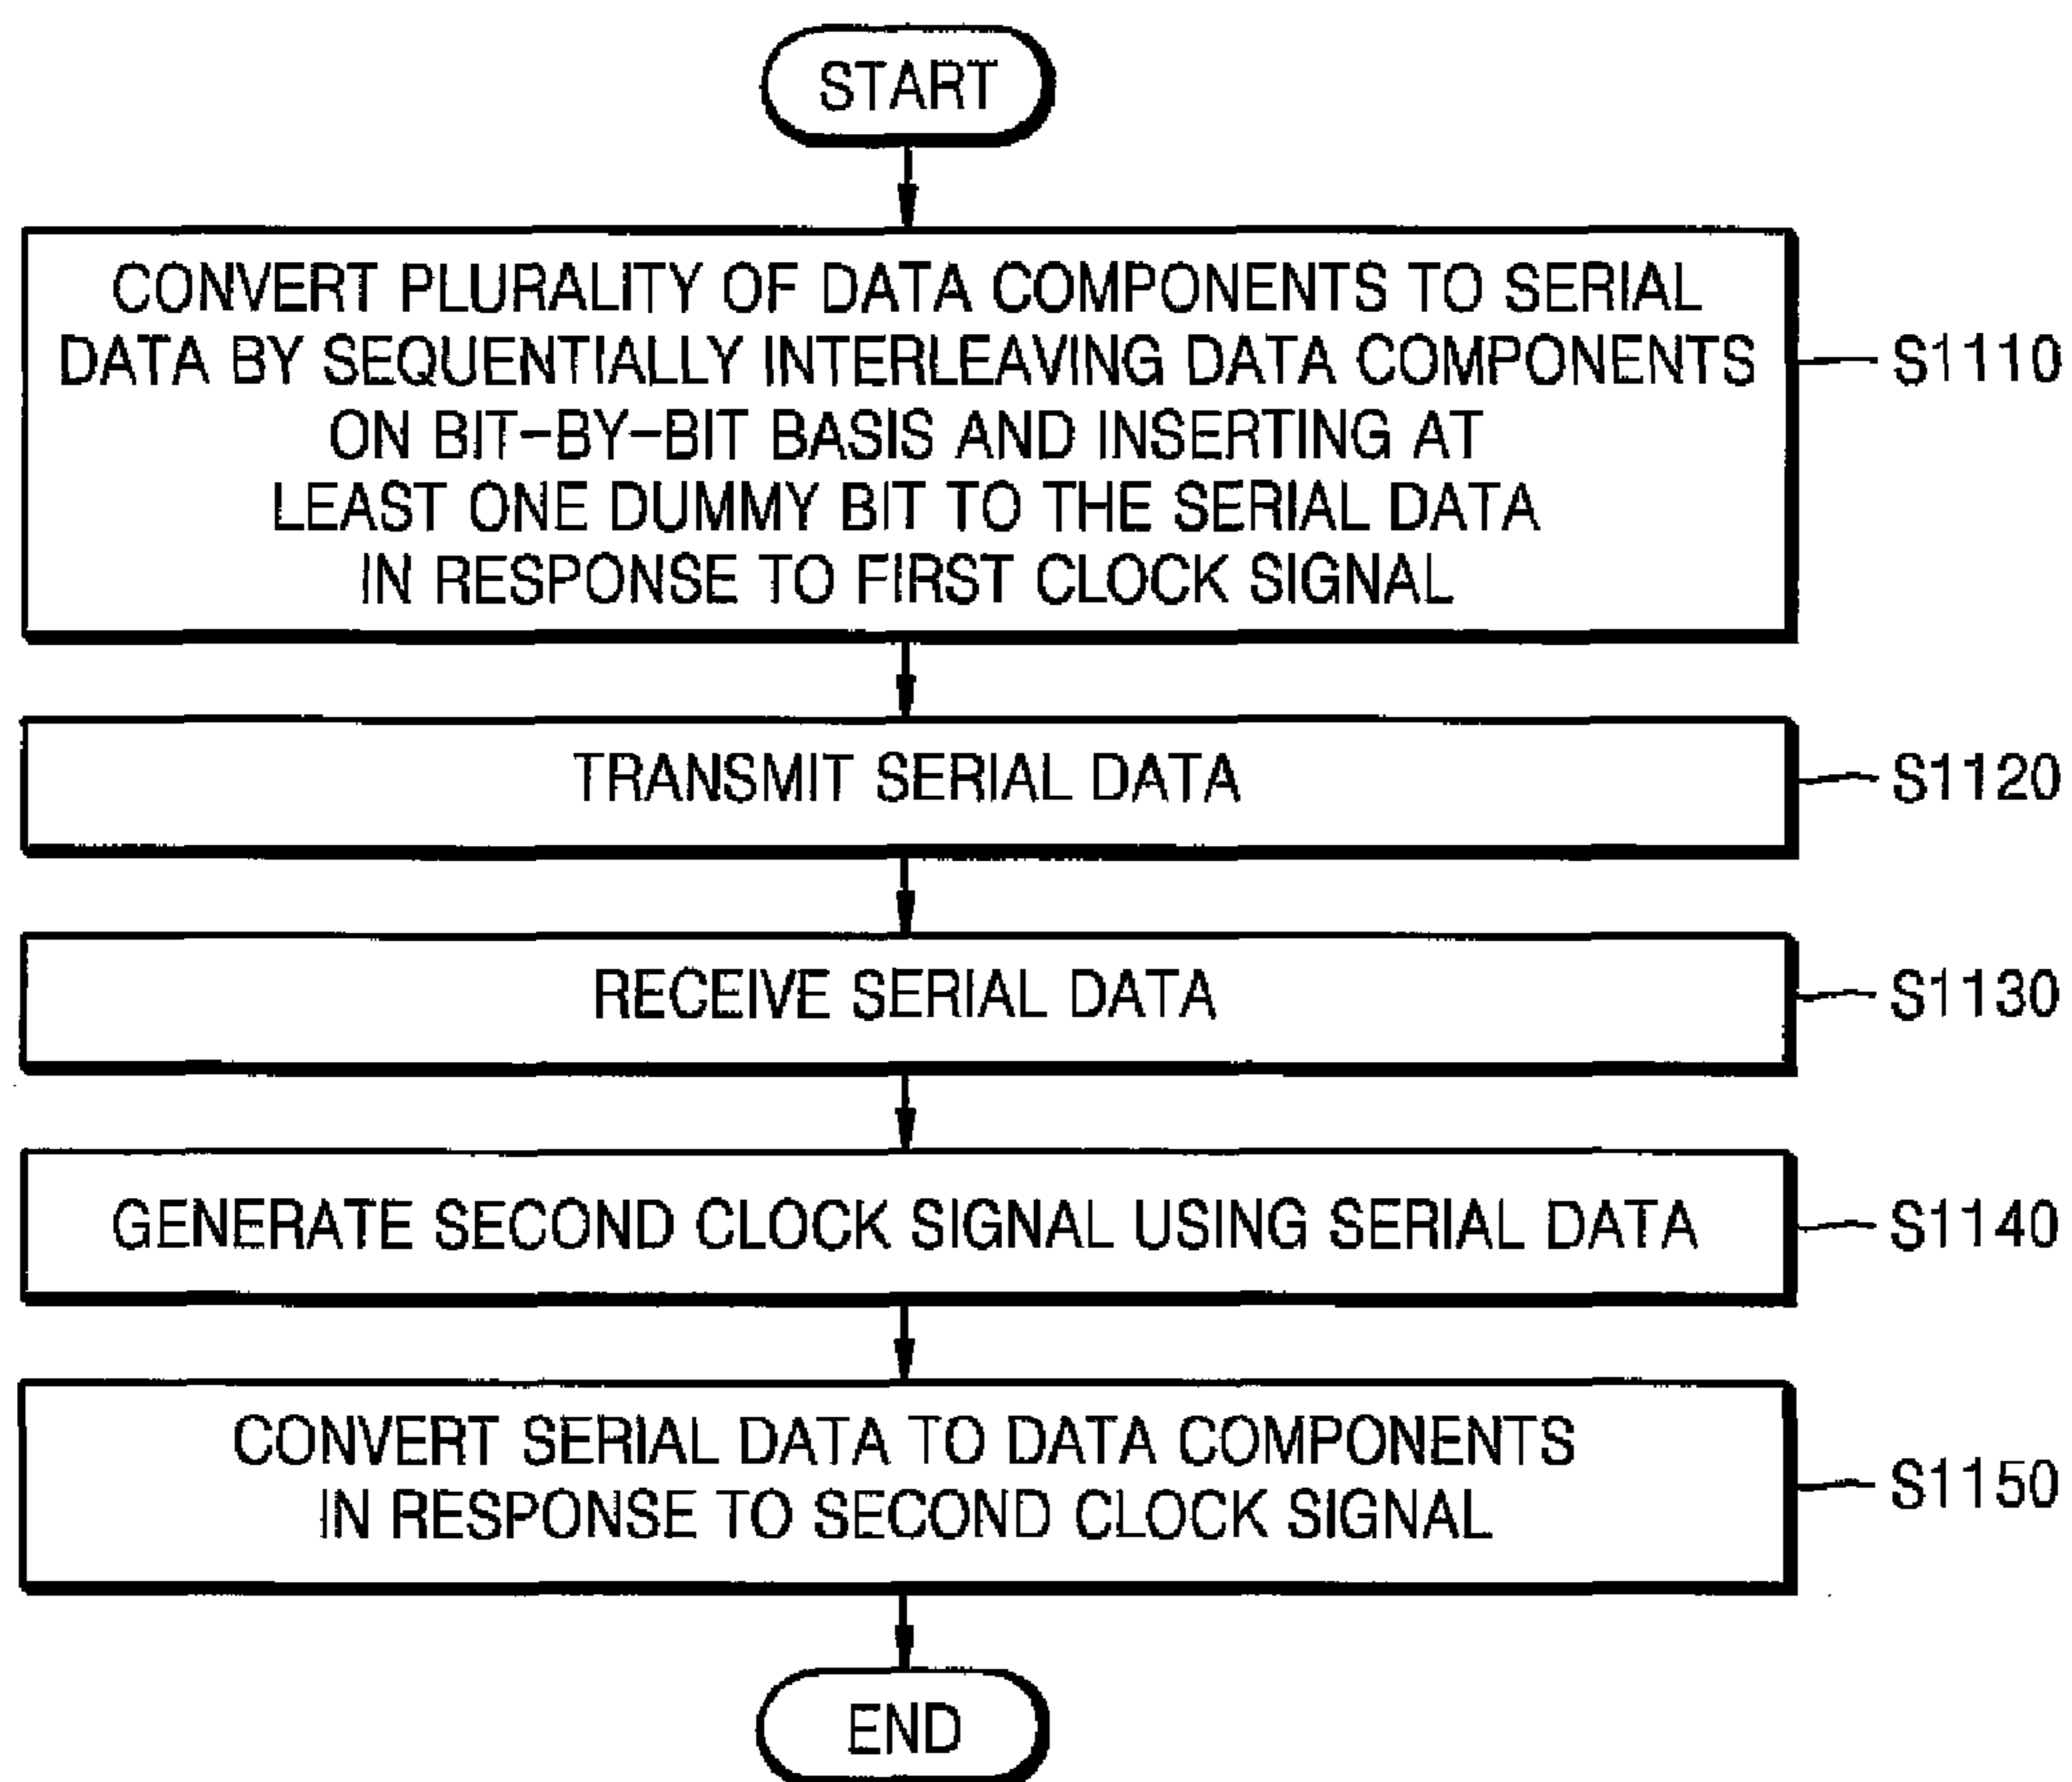 START
CONVERT PLURALITY OF DATA COMPONENTS TO SERIAL
DATA BY SEQUENTIALLY INTERLEAVING DATA COMPONENTS
ON BIT-BY-BIT BASIS AND INSERTING AT
LEAST ONE DUMMY BIT TO THE SERIAL DATA
IN RESPONSE TO FIRST CLOCK SIGNAL
S1110
TRANSMIT SERIAL DATA
S1120
RECEIVE SERIAL DATA
S1130
GENERATE SECOND CLOCK SIGNAL USING SERIAL DATA
S1140
CONVERT SERIAL DATA TO DATA COMPONENTS
IN RESPONSE TO SECOND CLOCK SIGNAL
S1150
END